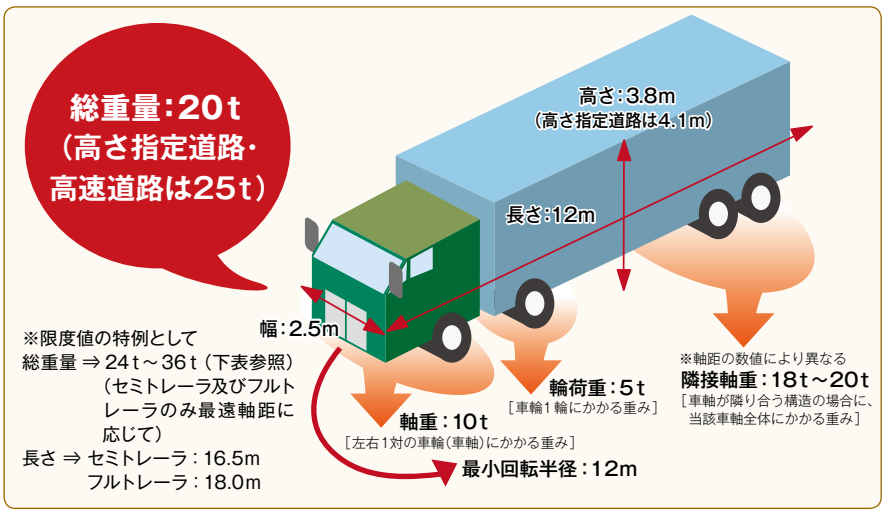 総重量：20t
（高さ指定道路・
高速道路は25t）
高さ：3.8m
（高さ指定道路は4.1m）
長さ：12m
幅：2.5m
※限度値の特例として
総重量 ⇒ 24t～36t（下表参照）
（セミトレーラ及びフルト
レーラのみ最遠軸距に
応じて）
長さ ⇒ セミトレーラ：16.5m
フルトレーラ：18.0m
軸重：10t
［左右1対の車輪（車軸）にかかる重み］
最小回転半径：12m
輪荷重：5t
［車輪1輪にかかる重み］
※軸距の数値により異なる
隣接軸重：18t～20t
［車軸が隣り合う構造の場合に、
当該車軸全体にかかる重み］